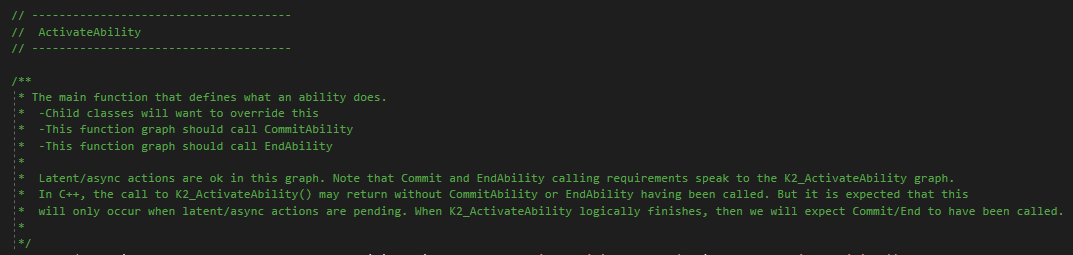 // -------------------------------------
//  ActivateAbility
// -------------------------------------
/**
* The main function that defines what an ability does.
*  -Child classes will want to override this
*  -This function graph should call CommitAbility
*  -This function graph should call EndAbility
*
*  Latent/async actions are ok in this graph. Note that Commit and EndAbility calling requirements speak to the K2_ActivateAbility graph.
*  In C++, the call to K2_ActivateAbility() may return without CommitAbility or EndAbility having been called. But it is expected that this
*  will only occur when latent/async actions are pending. When K2_ActivateAbility logically finishes, then we will expect Commit/End to have been called.
*
*/